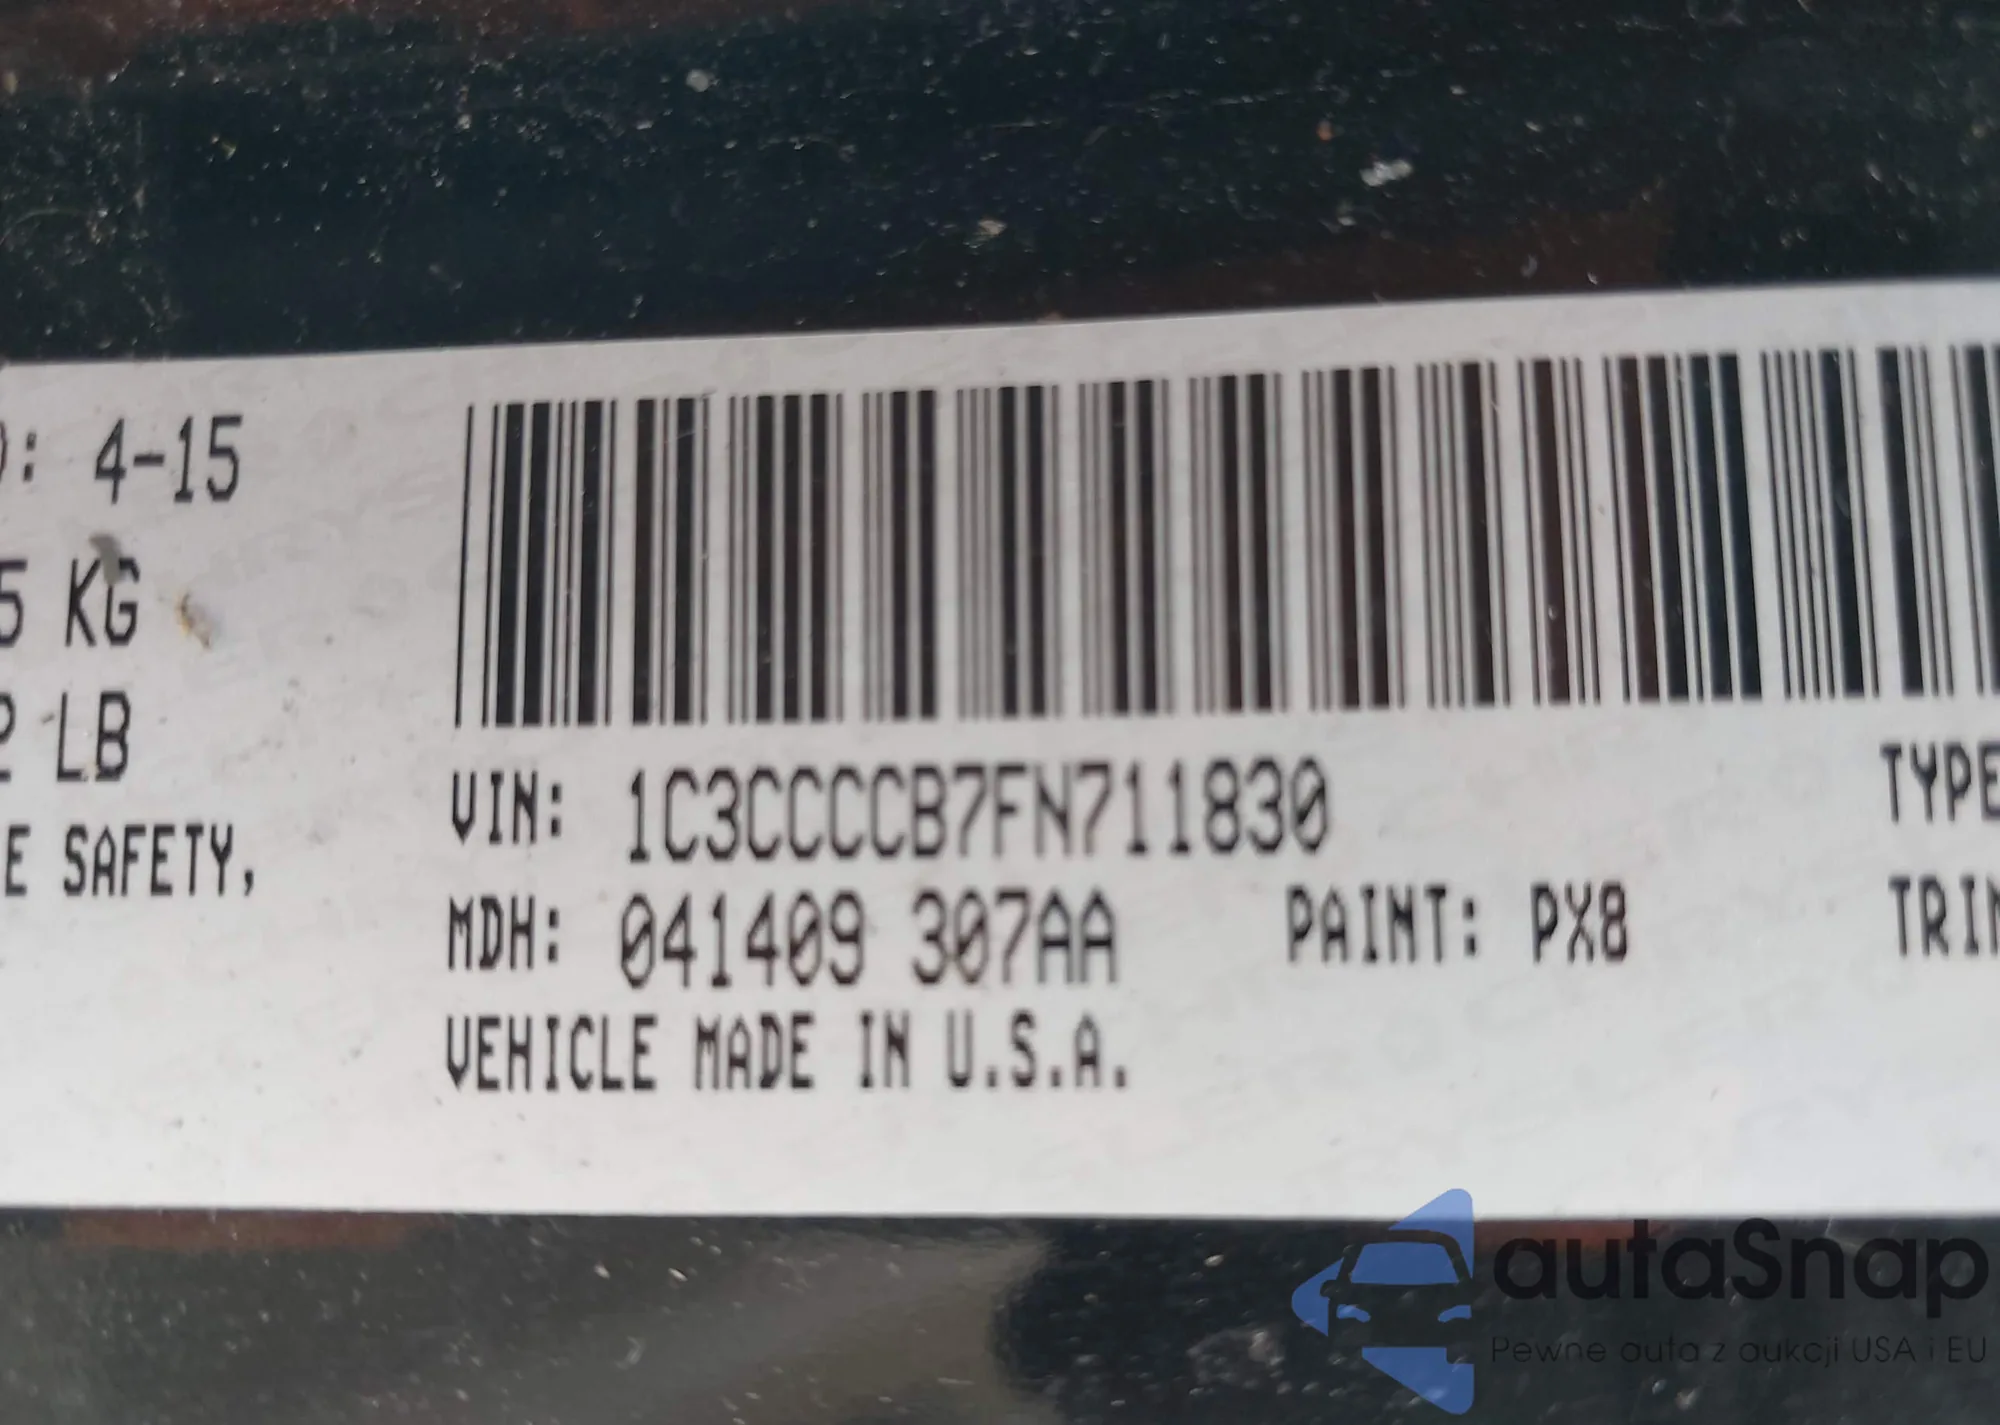 : 4-15
5 KG
2 LB
E SAFETY,
VIN: 1C3CCCCB7FN711830
MDH: 041409 307AA
PAINT: PX8
VEHICLE MADE IN U.S.A.
TYPE
TRIM
autaSnap
Pewne auta z aukcji USA i EU